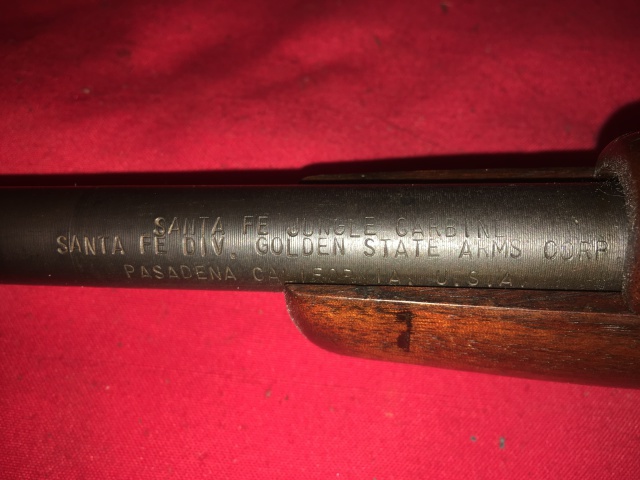 SANTA FE JUNGLE CARBINE
SANTA FE DIV. GOLDEN STATE ARMS CORP
PASADENA, CALIFORNIA, U.S.A.